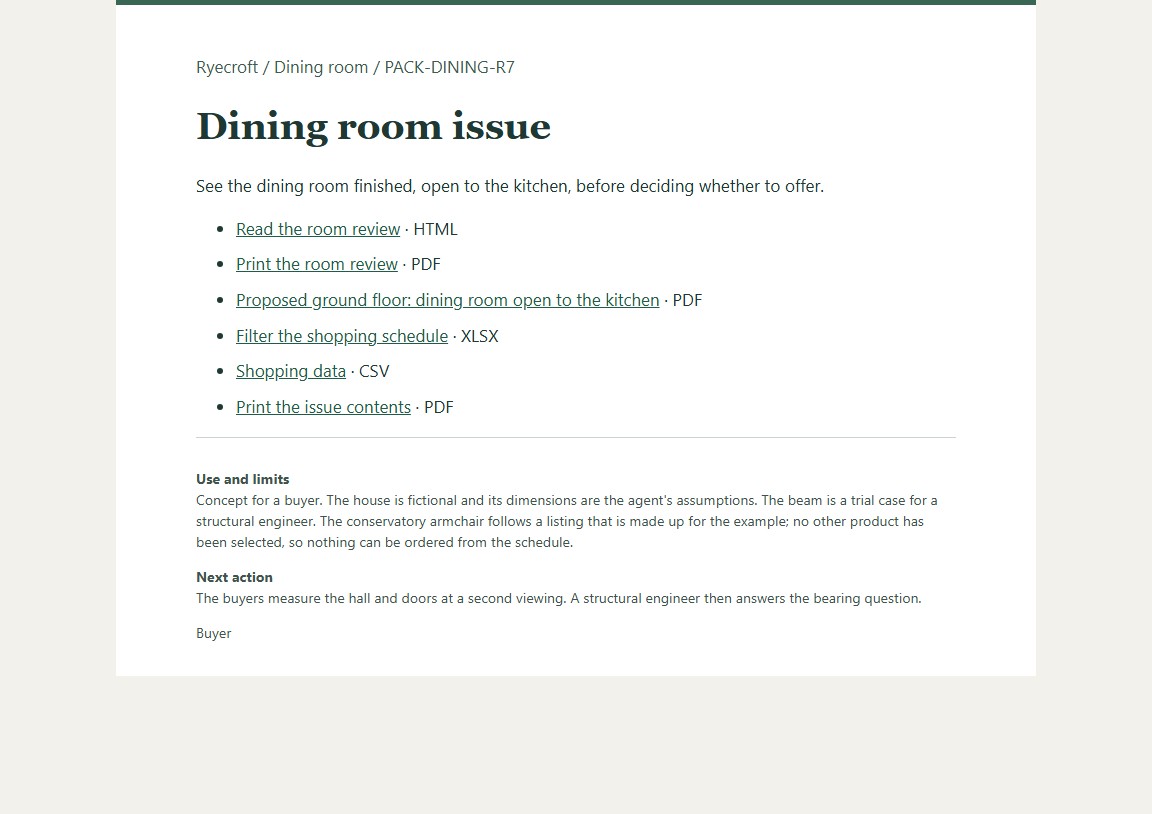 Ryecroft / Dining room / PACK-DINING-R7
Dining room issue
See the dining room finished, open to the kitchen, before deciding whether to offer.
• Read the room review · HTML
• Print the room review · PDF
• Proposed ground floor: dining room open to the kitchen · PDF
• Filter the shopping schedule · XLSX
• Shopping data · CSV
• Print the issue contents · PDF
Use and limits
Concept for a buyer. The house is fictional and its dimensions are the agent's assumptions. The beam is a trial case for a
structural engineer. The conservatory armchair follows a listing that is made up for the example; no other product has
been selected, so nothing can be ordered from the schedule.
Next action
The buyers measure the hall and doors at a second viewing. A structural engineer then answers the bearing question.
Buyer